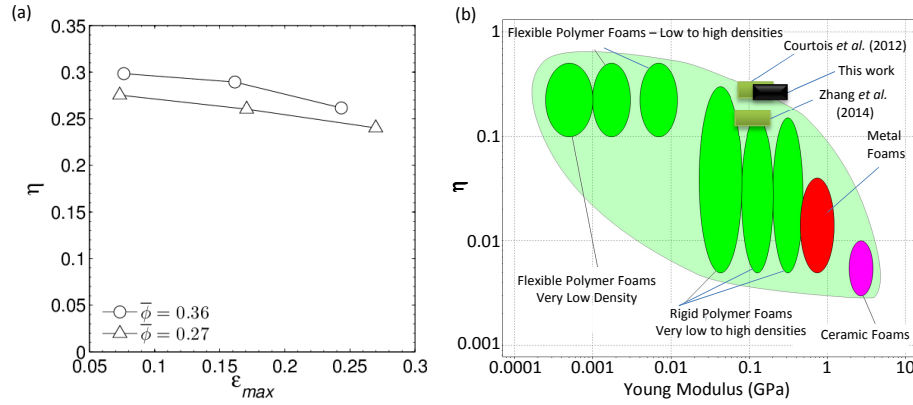 (a)
0.35
0.3
0.25
0.2
0.15
0.1
0.05
0
η
ϕ̅ = 0.36
ϕ̅ = 0.27
0.05 0.1 0.15 0.2 0.25 0.3
ε_max
(b)
1
0.1
0.01
0.001
η
Flexible Polymer Foams – Low to high densities
Courtois et al. (2012)
This work
Zhang et al.
(2014)
Metal
Foams
Flexible Polymer Foams
Very Low Density
Rigid Polymer Foams
Very low to high densities
Ceramic Foams
0.0001 0.001 0.01 0.1 1 10
Young Modulus (GPa)